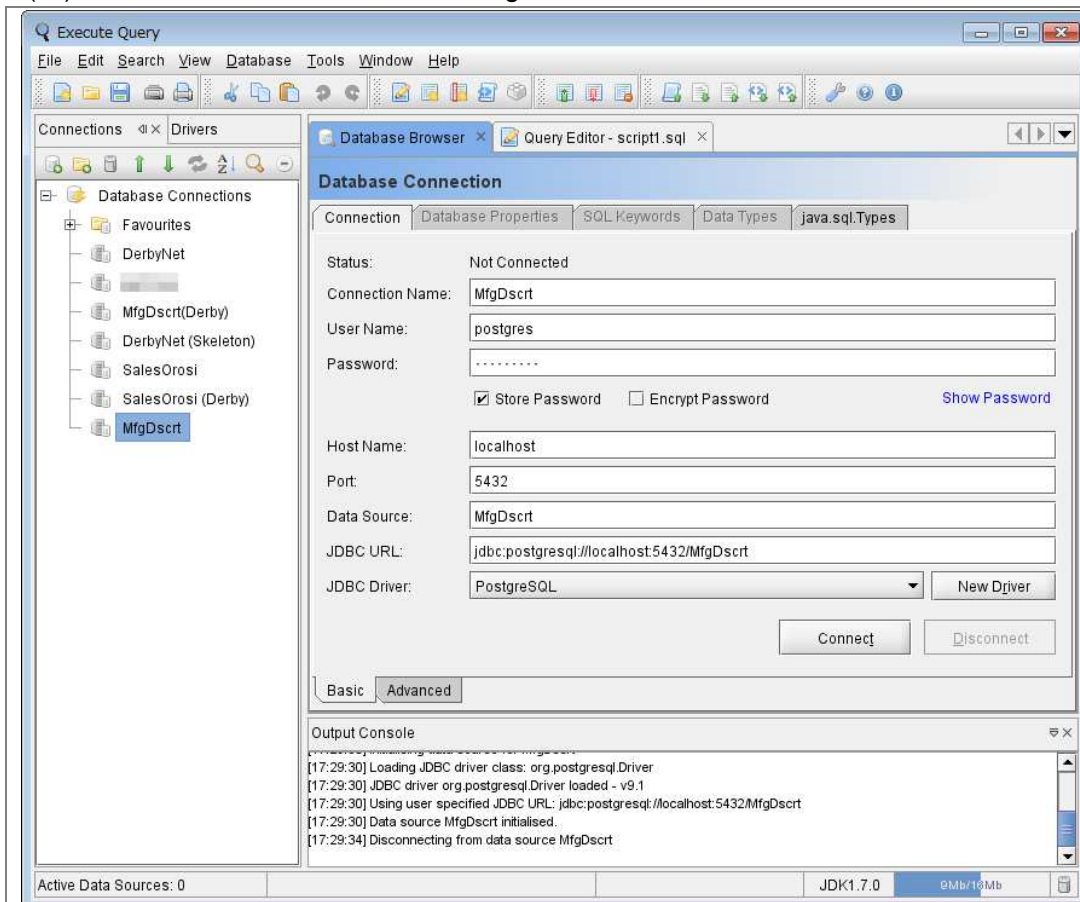 Execute Query
File Edit Search View Database Tools Window Help
Connections Drivers
Database Connections
Favourites
DerbyNet
MfgDscrt(Derby)
DerbyNet (Skeleton)
SalesOrosi
SalesOrosi (Derby)
MfgDscrt
Database Browser Query Editor - script1.sql
Database Connection
Connection Database Properties SQL Keywords Data Types java.sql.Types
Status: Not Connected
Connection Name: MfgDscrt
User Name: postgres
Password: ---------
Store Password Encrypt Password Show Password
Host Name: localhost
Port: 5432
Data Source: MfgDscrt
JDBC URL: jdbc:postgresql://localhost:5432/MfgDscrt
JDBC Driver: PostgreSQL New Driver
Connect Disconnect
Basic Advanced
Output Console
[17:29:30] Loading JDBC driver class: org.postgresql.Driver
[17:29:30] JDBC driver org.postgresql.Driver loaded - v9.1
[17:29:30] Using user specified JDBC URL: jdbc:postgresql://localhost:5432/MfgDscrt
[17:29:30] Data source MfgDscrt initialised.
[17:29:34] Disconnecting from data source MfgDscrt
Active Data Sources: 0 JDK1.7.0 9Mb/16Mb